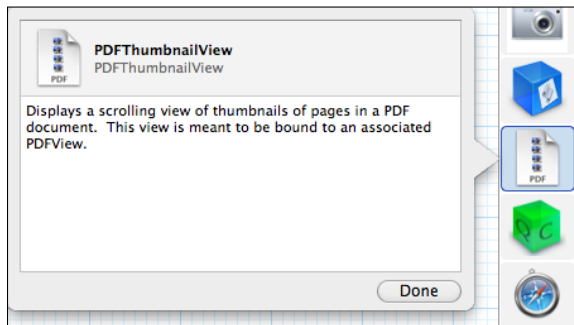 PDFThumbnailView
PDFThumbnailView
PDF
Displays a scrolling view of thumbnails of pages in a PDF
document.  This view is meant to be bound to an associated
PDFView.
Done
PDF
Q C